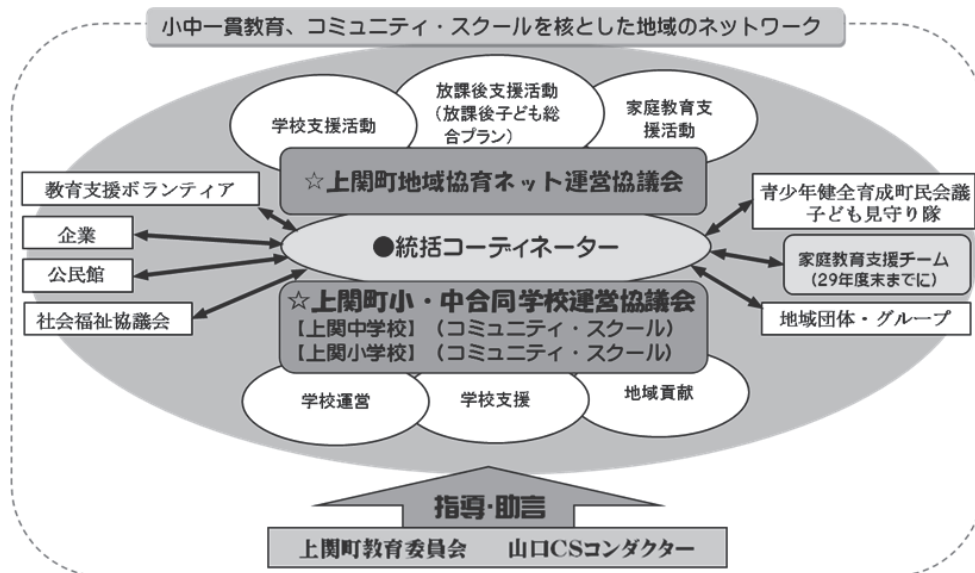 小中一貫教育、コミュニティ・スクールを核とした地域のネットワーク
学校支援活動
放課後支援活動
（放課後子ども総
合プラン）
家庭教育支
援活動
☆上関町地域協育ネット運営協議会
教育支援ボランティア
企業
公民館
社会福祉協議会
●統括コーディネーター
青少年健全育成町民会議
子ども見守り隊
家庭教育支援チーム
（29年度末までに）
地域団体・グループ
☆上関町小・中合同学校運営協議会
【上関中学校】（コミュニティ・スクール）
【上関小学校】（コミュニティ・スクール）
学校運営
学校支援
地域貢献
指導・助言
上関町教育委員会　　山口CSコンダクター